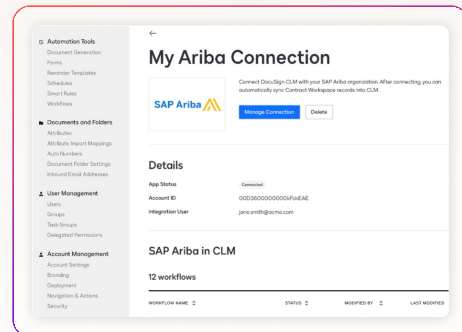 Automation Tools
Document Generation
Forms
Reminder Templates
Schedules
Smart Rules
Workflows
Documents and Folders
Attributes
Attribute Import Mappings
Auto Numbers
Document Folder Settings
Inbound Email Addresses
User Management
Users
Groups
Task Groups
Delegated Permissions
Account Management
Account Settings
Branding
Deployment
Navigation & Actions
Security
My Ariba Connection
SAP Ariba
Connect DocuSign CLM with your SAP Ariba organization. After connecting, you can
automatically sync Contract Workspace records into CLM.
Manage Connection Delete
Details
App Status Connected
Account ID
Integration User jane.smith@acme.com
SAP Ariba in CLM
12 workflows
WORKFLOW NAME STATUS MODIFIED BY LAST MODIFIED